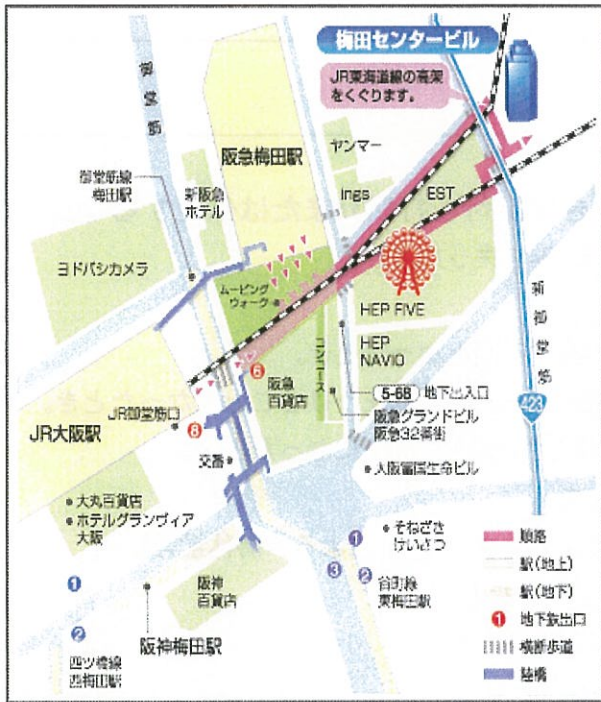 梅田センタービル
JR東海道線の高架
をくぐります。
新御堂筋
423
御堂筋
阪急梅田駅
ヤンマー
ings
EST
御堂筋線
梅田駅
新阪急
ホテル
ヨドバシカメラ
ムービング
ウォーク
HEP FIVE
HEP
NAVIO
コンコース
阪急
百貨店
6
8
5-68 地下出入口
阪急グランドビル
阪急32番街
JR御堂筋口
JR大阪駅
交番
大阪富国生命ビル
大丸百貨店
ホテルグランヴィア
大阪
そねざき
けいさつ
1
2
3
谷町線
東梅田駅
阪神
百貨店
阪神梅田駅
1
2
四ツ橋線
西梅田駅
順路
駅(地上)
駅(地下)
1 地下鉄出口
横断歩道
陸橋